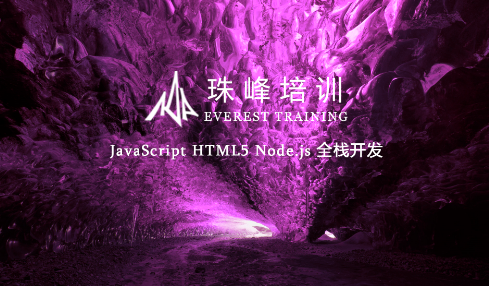 珠峰培训
EVEREST TRAINING
JavaScript HTML5 Node.js 全栈开发